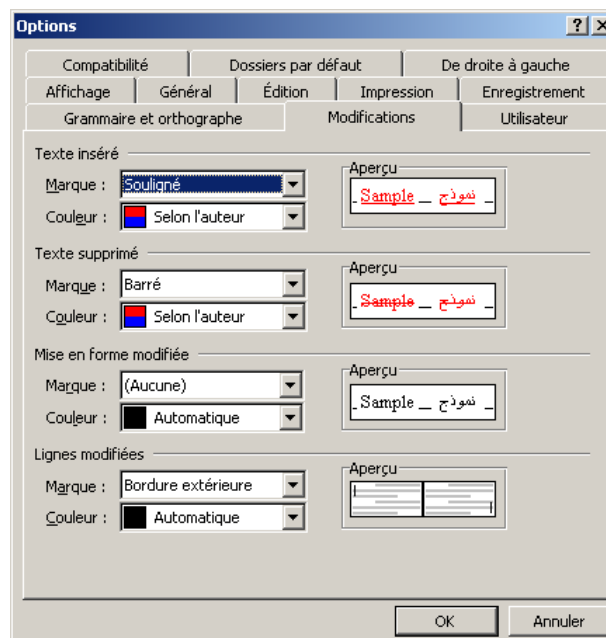 Options
Compatibilité Dossiers par défaut De droite à gauche
Affichage Général Édition Impression Enregistrement
Grammaire et orthographe Modifications Utilisateur
Texte inséré
Marque : Souligné
Couleur : Selon l'auteur
Aperçu
Sample نموذج
Texte supprimé
Marque : Barré
Couleur : Selon l'auteur
Aperçu
Sample نموذج
Mise en forme modifiée
Marque : (Aucune)
Couleur : Automatique
Aperçu
Sample نموذج
Lignes modifiées
Marque : Bordure extérieure
Couleur : Automatique
Aperçu
OK Annuler